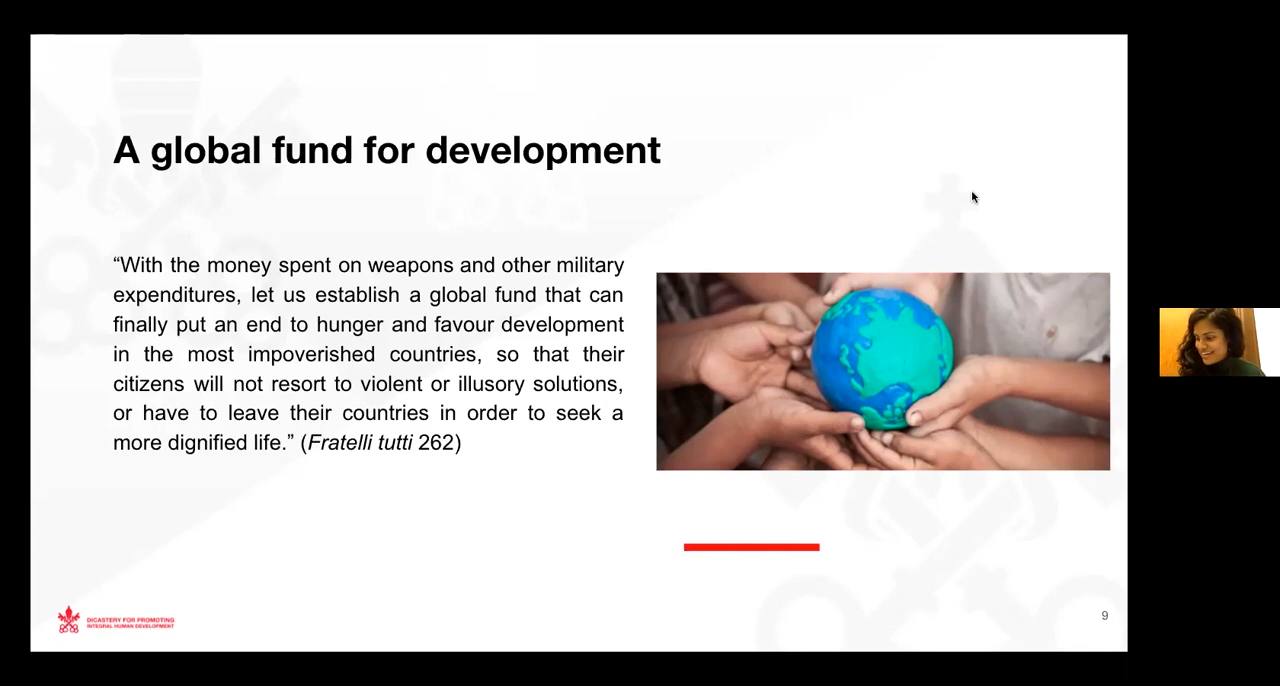 A global fund for development
“With the money spent on weapons and other military
expenditures, let us establish a global fund that can
finally put an end to hunger and favour development
in the most impoverished countries, so that their
citizens will not resort to violent or illusory solutions,
or have to leave their countries in order to seek a
more dignified life.” (Fratelli tutti 262)
DICASTERY FOR PROMOTING
INTEGRAL HUMAN DEVELOPMENT
9